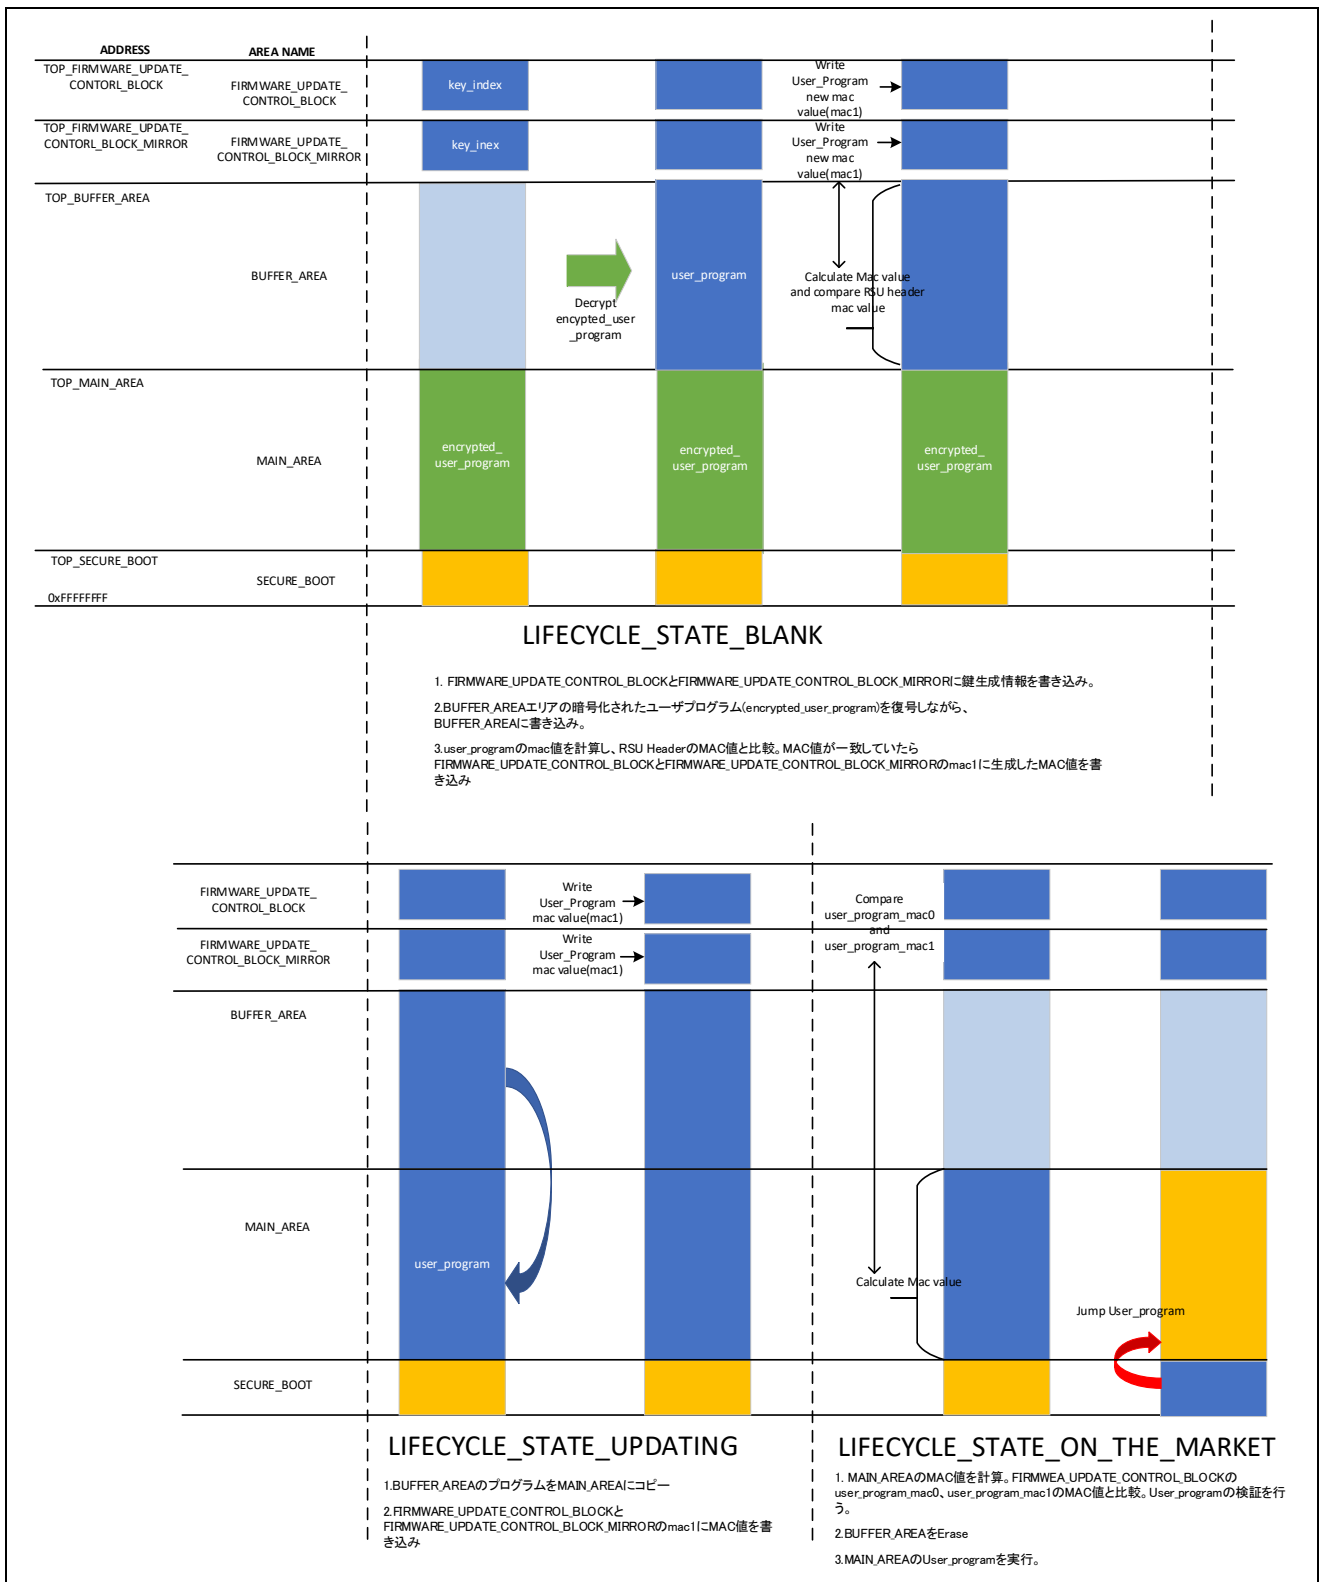 ADDRESS
AREA NAME
TOP_FIRMWARE_UPDATE_
CONTORL_BLOCK
FIRMWARE_UPDATE_
CONTROL_BLOCK
key_index
Write
User_Program
new mac
value(mac1)
TOP_FIRMWARE_UPDATE_
CONTORL_BLOCK_MIRROR
FIRMWARE_UPDATE_
CONTROL_BLOCK_MIRROR
key_inex
Write
User_Program
new mac
value(mac1)
TOP_BUFFER_AREA
BUFFER_AREA
Decrypt
encypted_user
_program
user_program
Calculate Mac value
and compare RSU header
mac value
TOP_MAIN_AREA
MAIN_AREA
encrypted_
user_program
encrypted_
user_program
encrypted_
user_program
TOP_SECURE_BOOT
SECURE_BOOT
0xFFFFFFFF
LIFECYCLE_STATE_BLANK
1. FIRMWARE_UPDATE_CONTROL_BLOCKとFIRMWARE_UPDATE_CONTROL_BLOCK_MIRRORに鍵生成情報を書き込み。
2.BUFFER_AREAエリアの暗号化されたユーザプログラム(encrypted_user_program)を復号しながら、
BUFFER_AREAに書き込み。
3.user_programのmac値を計算し、RSU HeaderのMAC値と比較。MAC値が一致していたら
FIRMWARE_UPDATE_CONTROL_BLOCKとFIRMWARE_UPDATE_CONTROL_BLOCK_MIRRORのmac1に生成したMAC値を書
き込み
FIRMWARE_UPDATE_
CONTROL_BLOCK
Write
User_Program
mac value(mac1)
Compare
user_program_mac0
and
user_program_mac1
FIRMWARE_UPDATE_
CONTROL_BLOCK_MIRROR
Write
User_Program
mac value(mac1)
BUFFER_AREA
MAIN_AREA
user_program
Calculate Mac value
Jump User_program
SECURE_BOOT
LIFECYCLE_STATE_UPDATING
1.BUFFER_AREAのプログラムをMAIN_AREAにコピー
2.FIRMWARE_UPDATE_CONTROL_BLOCKと
FIRMWARE_UPDATE_CONTROL_BLOCK_MIRRORのmac1にMAC値を書
き込み
LIFECYCLE_STATE_ON_THE_MARKET
1. MAIN_AREAのMAC値を計算。FIRMWEA_UPDATE_CONTROL_BLOCKの
user_program_mac0、user_program_mac1のMAC値と比較。User_programの検証を行
う。
2.BUFFER_AREAをErase
3.MAIN_AREAのUser_programを実行。